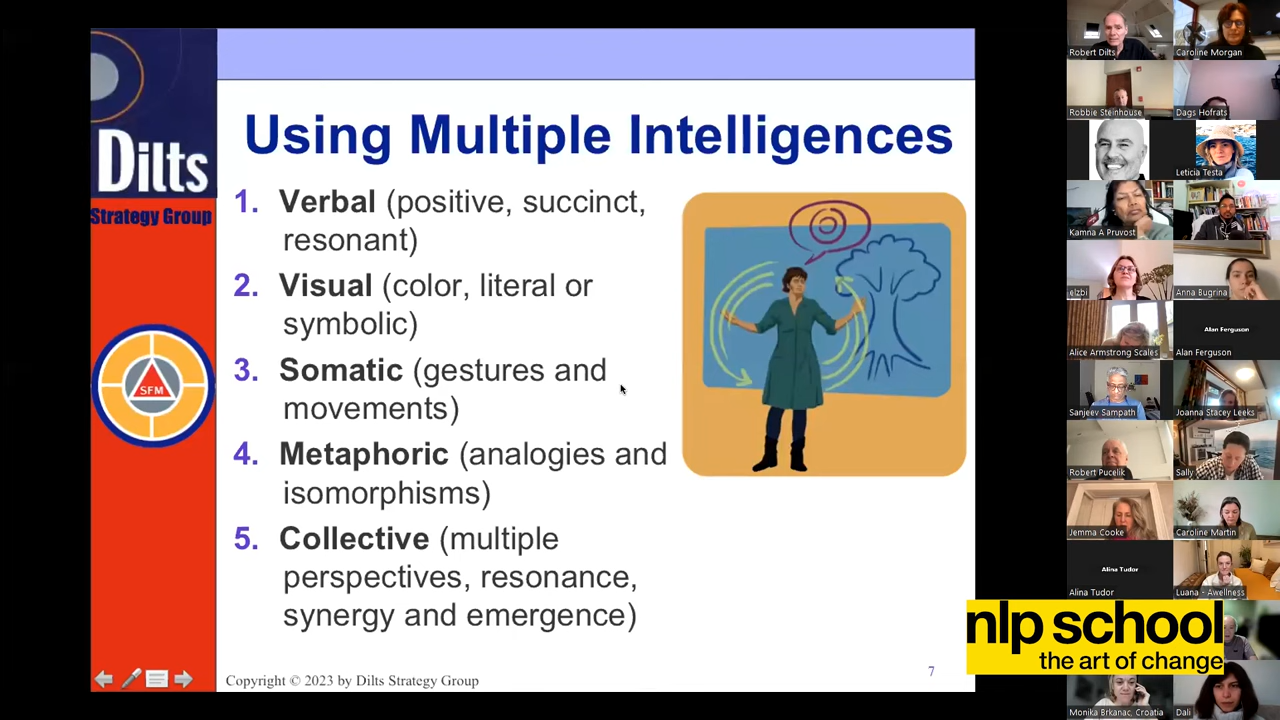 Dilts
Strategy Group
SFM
Using Multiple Intelligences
1. Verbal (positive, succinct,
resonant)
2. Visual (color, literal or
symbolic)
3. Somatic (gestures and
movements)
4. Metaphoric (analogies and
isomorphisms)
5. Collective (multiple
perspectives, resonance,
synergy and emergence)
Copyright © 2023 by Dilts Strategy Group
7
Robert Dilts
Caroline Morgan
Robbie Steinhouse
Dags Hofrats
Leticia Testa
Kamna A Pruvost
elzbi
Anna Bugrina
Alice Armstrong Scales
Alan Ferguson
Alan Ferguson
Sanjeev Sampath
Joanna Stacey Leeks
Robert Pucelik
Sally
Jemma Cooke
Caroline Martin
Alina Tudor
Alina Tudor
Luana - Awellness
nlp school
the art of change
Monika Brkanac, Croatia
Dali